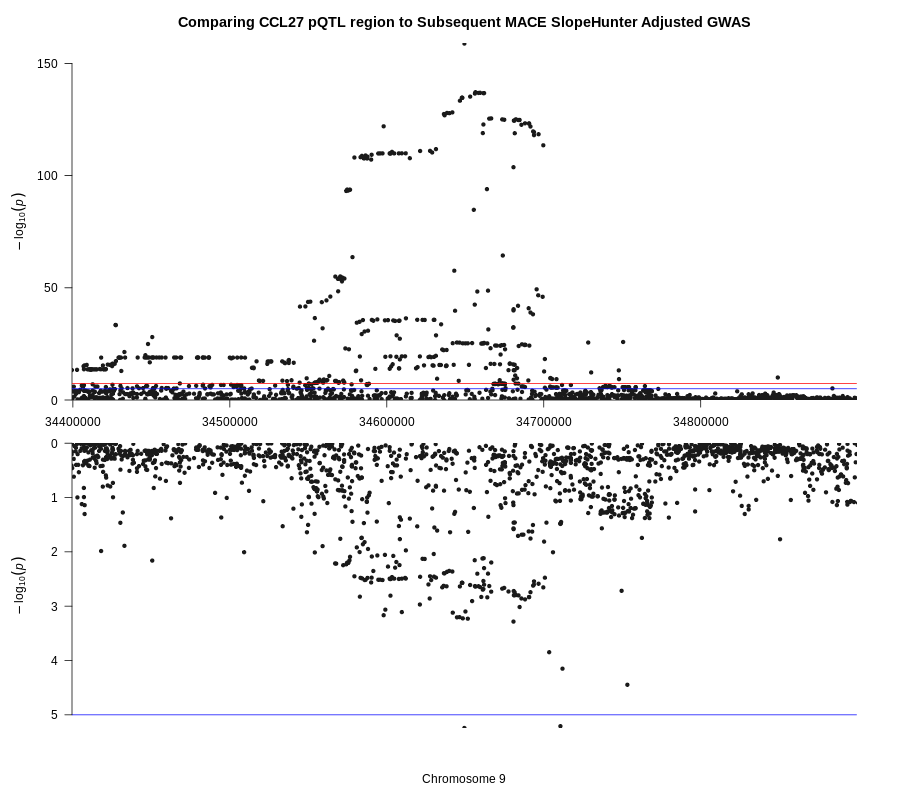 Comparing CCL27 pQTL region to Subsequent MACE SlopeHunter Adjusted GWAS
150
100
50
0
− log10(p)
34400000 34500000 34600000 34700000 34800000
0
1
2
3
4
5
− log10(p)
Chromosome 9